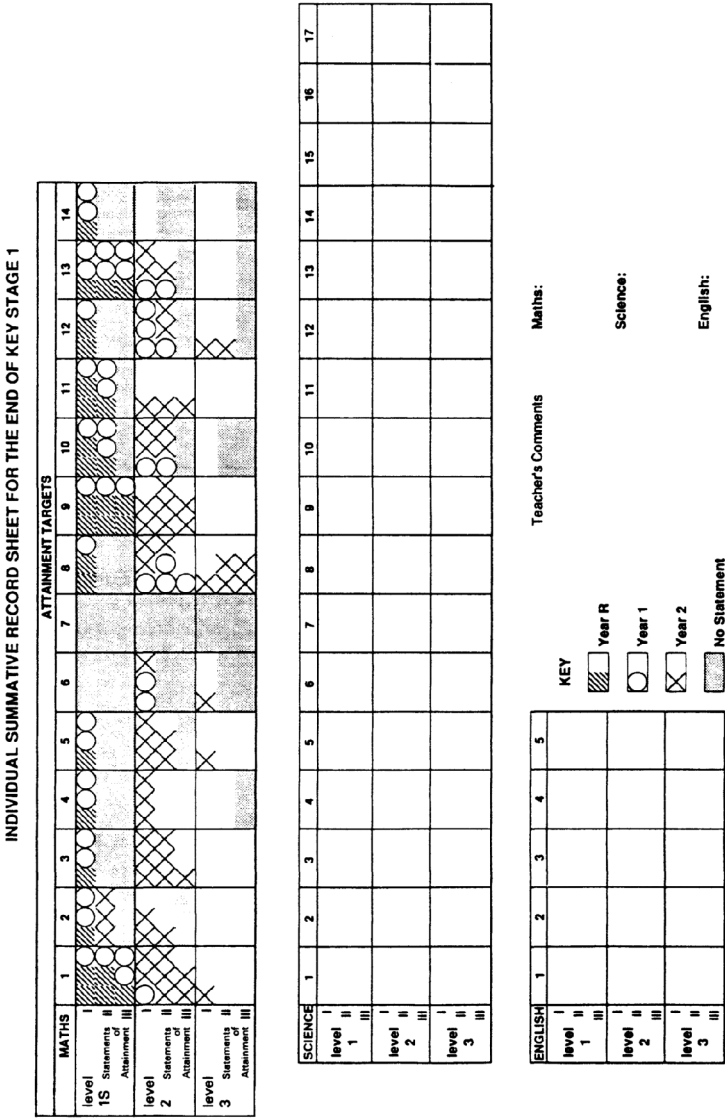 INDIVIDUAL SUMMATIVE RECORD SHEET FOR THE END OF KEY STAGE 1
ATTAINMENT TARGETS
MATHS 1 2 3 4 5 6 7 8 9 10 11 12 13 14
level I
1S Statements II
of
Attainment III
level I
2 Statements II
of
Attainment III
level I
3 Statements II
of
Attainment III
SCIENCE 1 2 3 4 5 6 7 8 9 10 11 12 13 14 15 16 17
I
level II
1 III
I
level II
2 III
I
level II
3 III
ENGLISH 1 2 3 4 5
I
level II
1 III
I
level II
2 III
I
level II
3 III
KEY
Year R
Year 1
Year 2
No Statement
Teacher's Comments
Maths:
Science:
English: